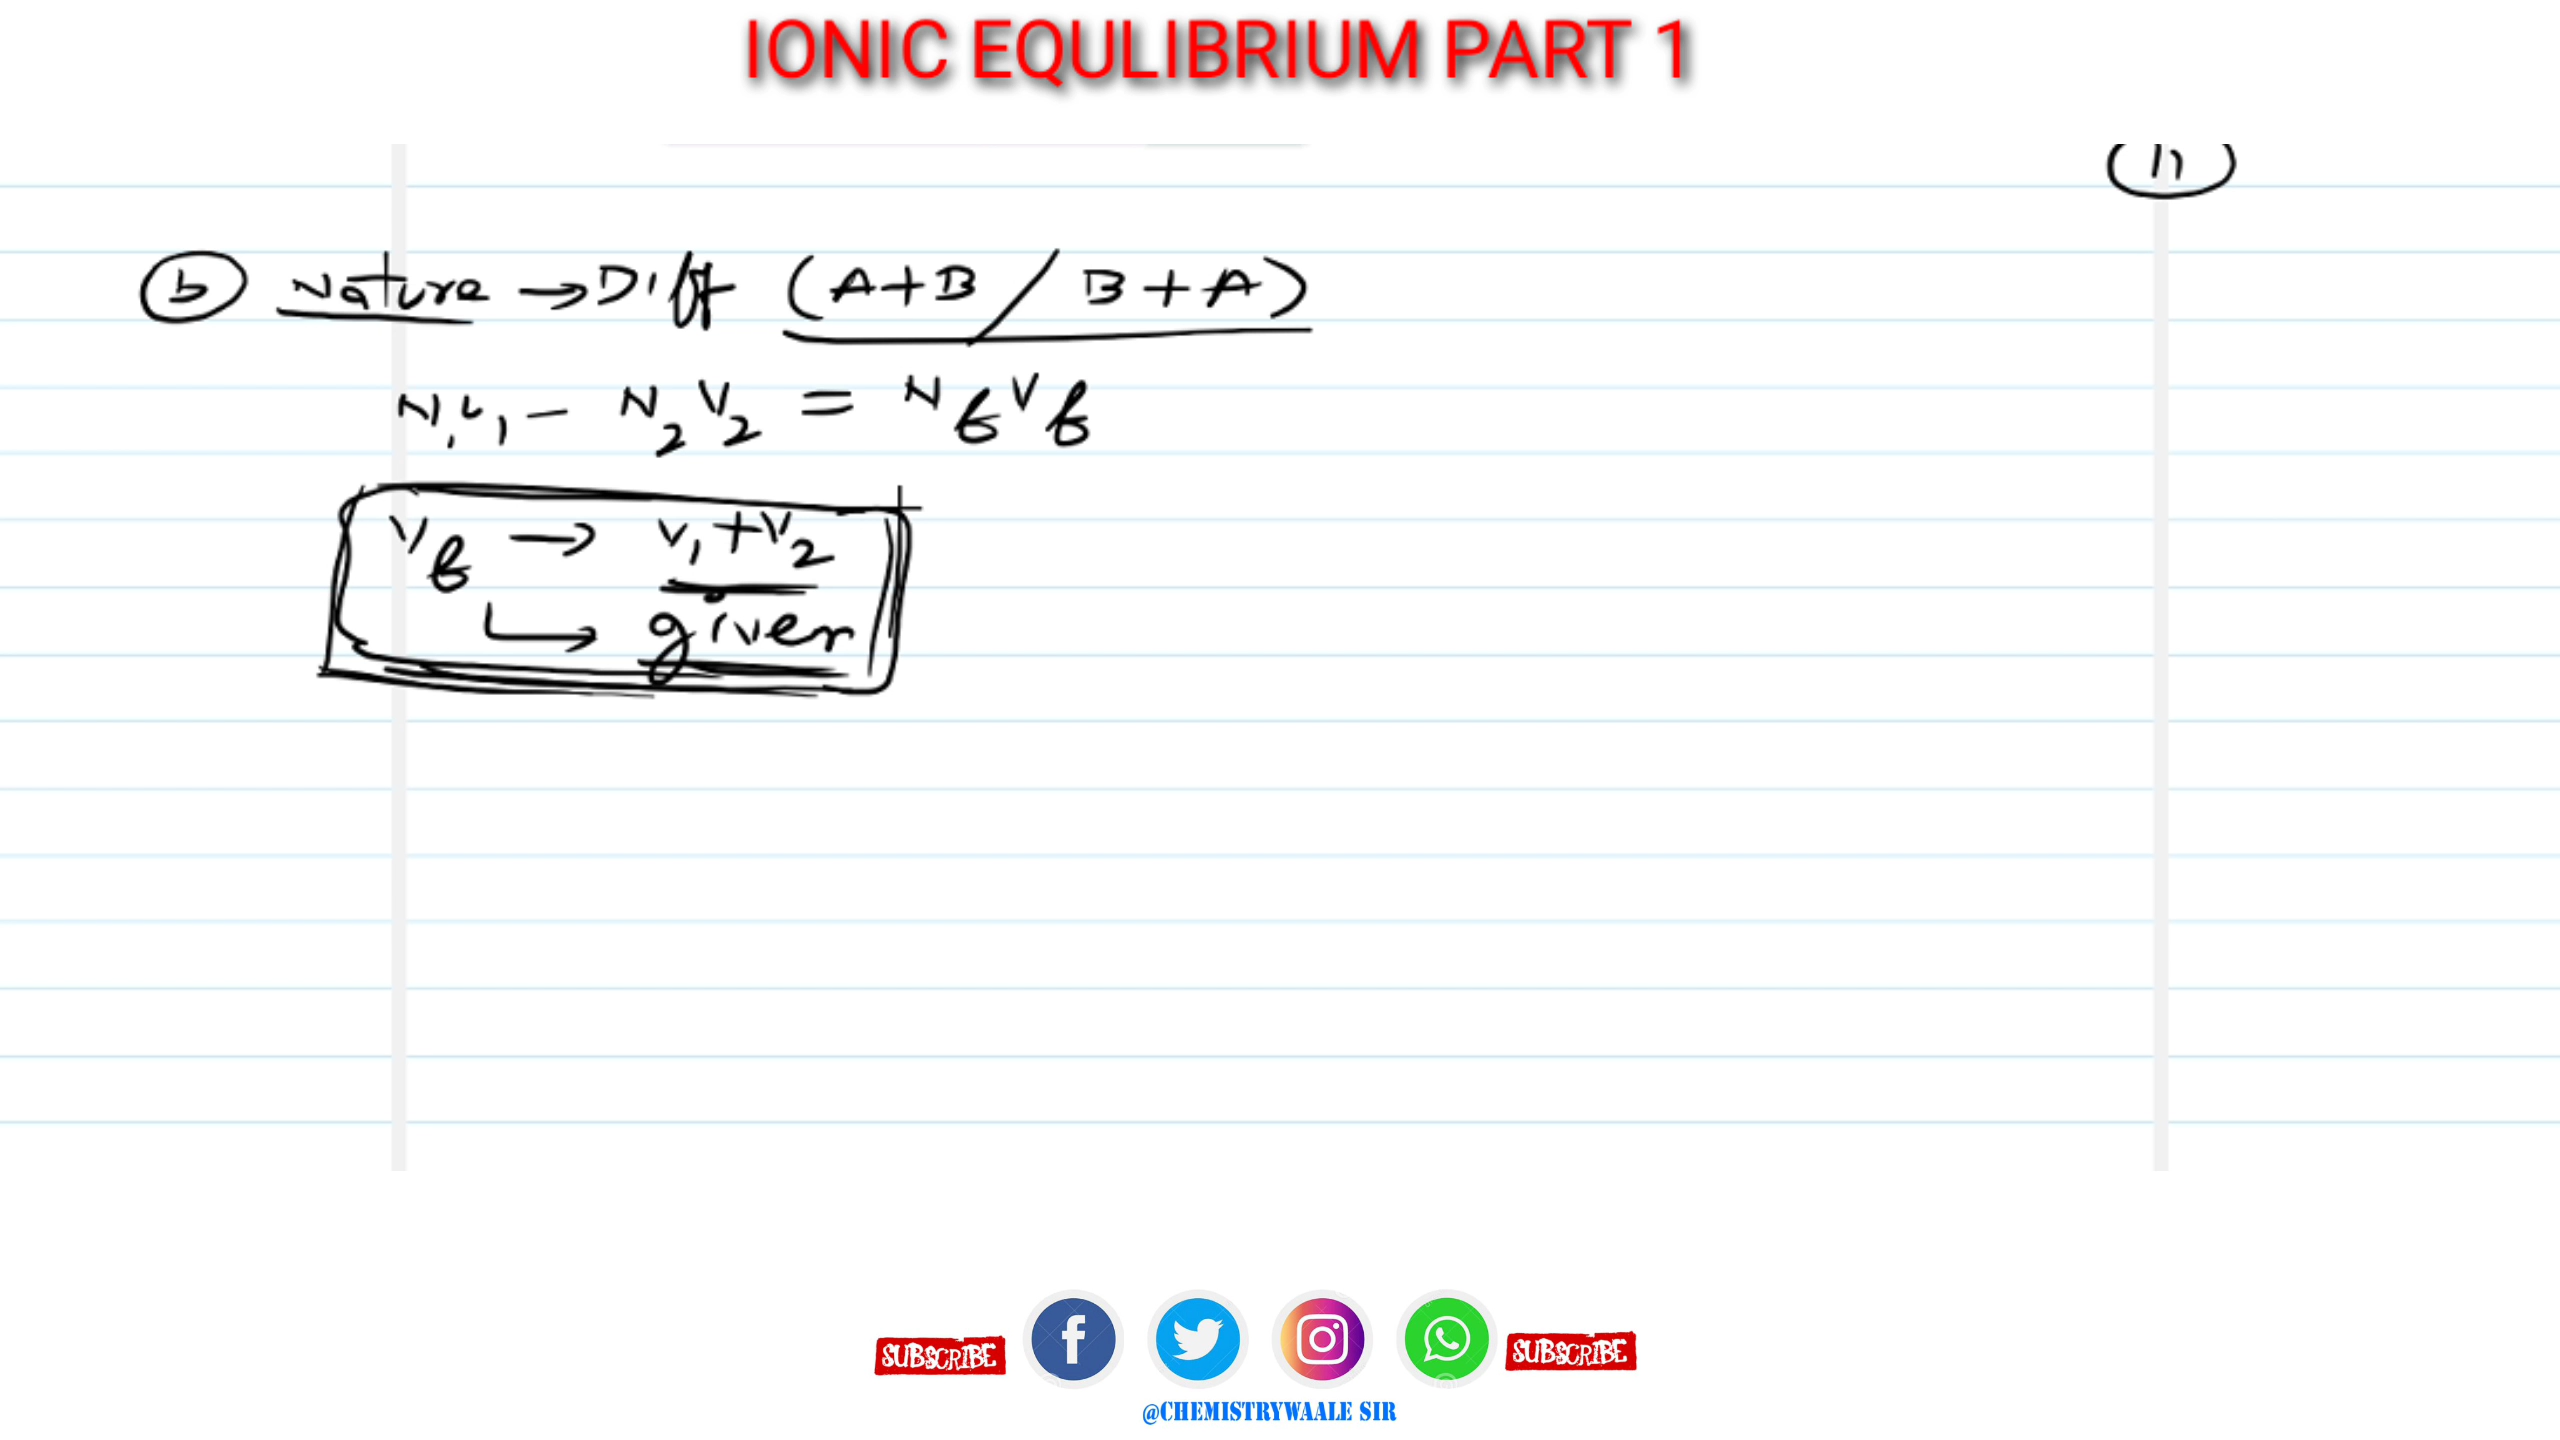 IONIC EQULIBRIUM PART 1
11
b Nature → Diff (A+B / B+A)
N₁V₁ - N₂V₂ = NfVf
Vf → V₁+V₂
↳ given
SUBSCRIBE SUBSCRIBE
@CHEMISTRYWAALE SIR